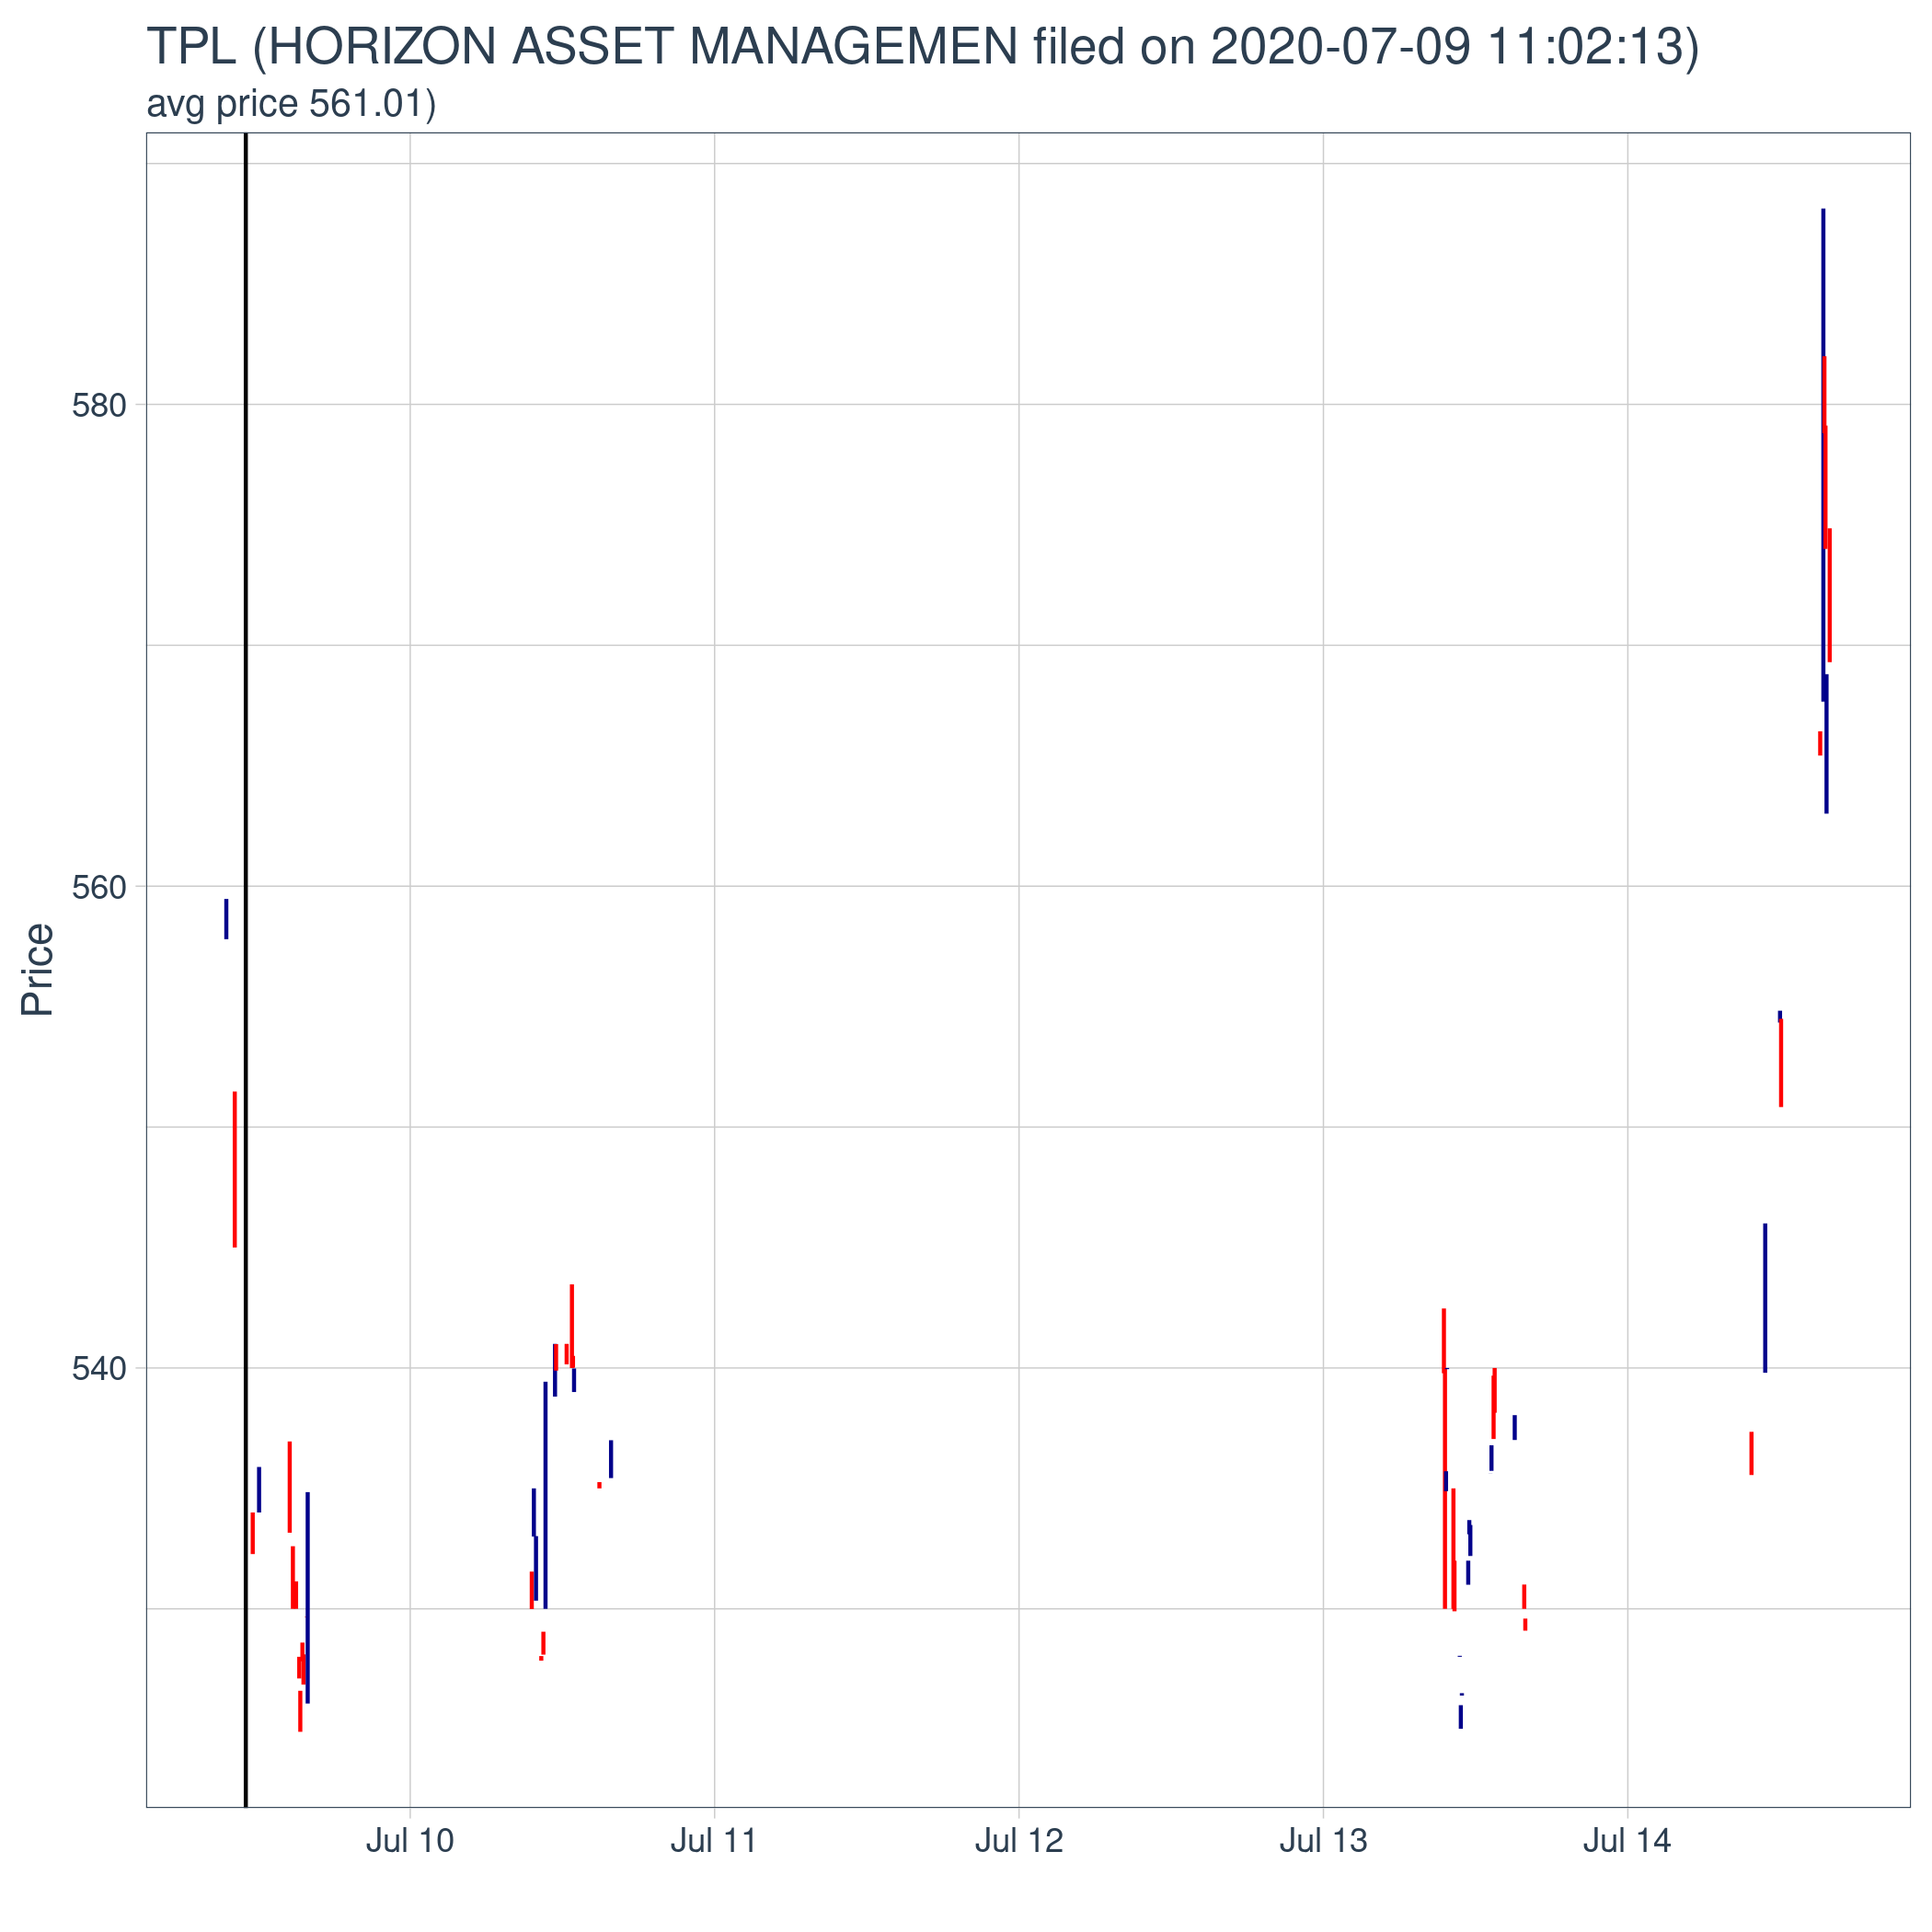 TPL (HORIZON ASSET MANAGEMEN filed on 2020-07-09 11:02:13)
avg price 561.01)
580
560
540
Price
Jul 10
Jul 11
Jul 12
Jul 13
Jul 14